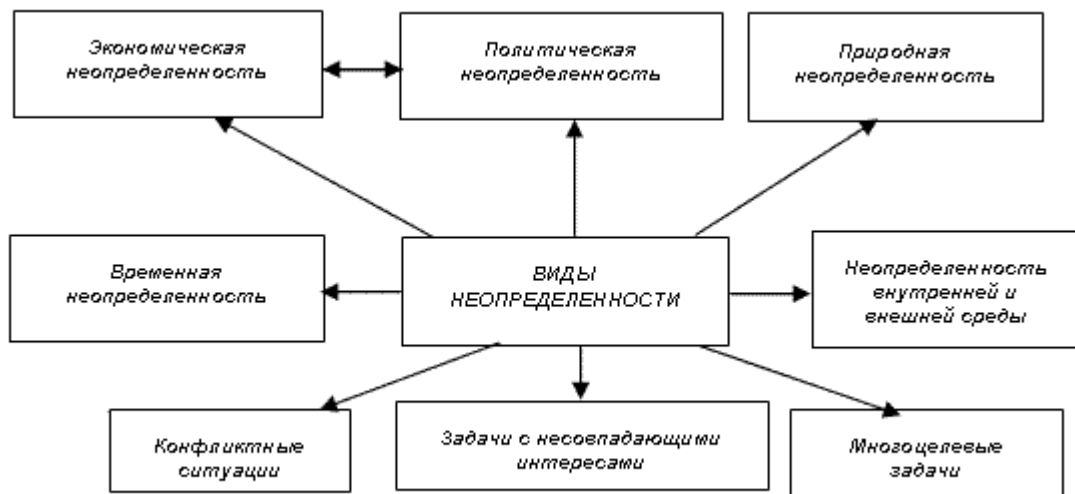 Экономическая
неопределенность
Политическая
неопределенность
Природная
неопределенность
Временная
неопределенность
ВИДЫ
НЕОПРЕДЕЛЕННОСТИ
Неопределенность
внутренней и
внешней среды
Конфликтные
ситуации
Задачи с несовпадающими
интересами
Многоцелевые
задачи